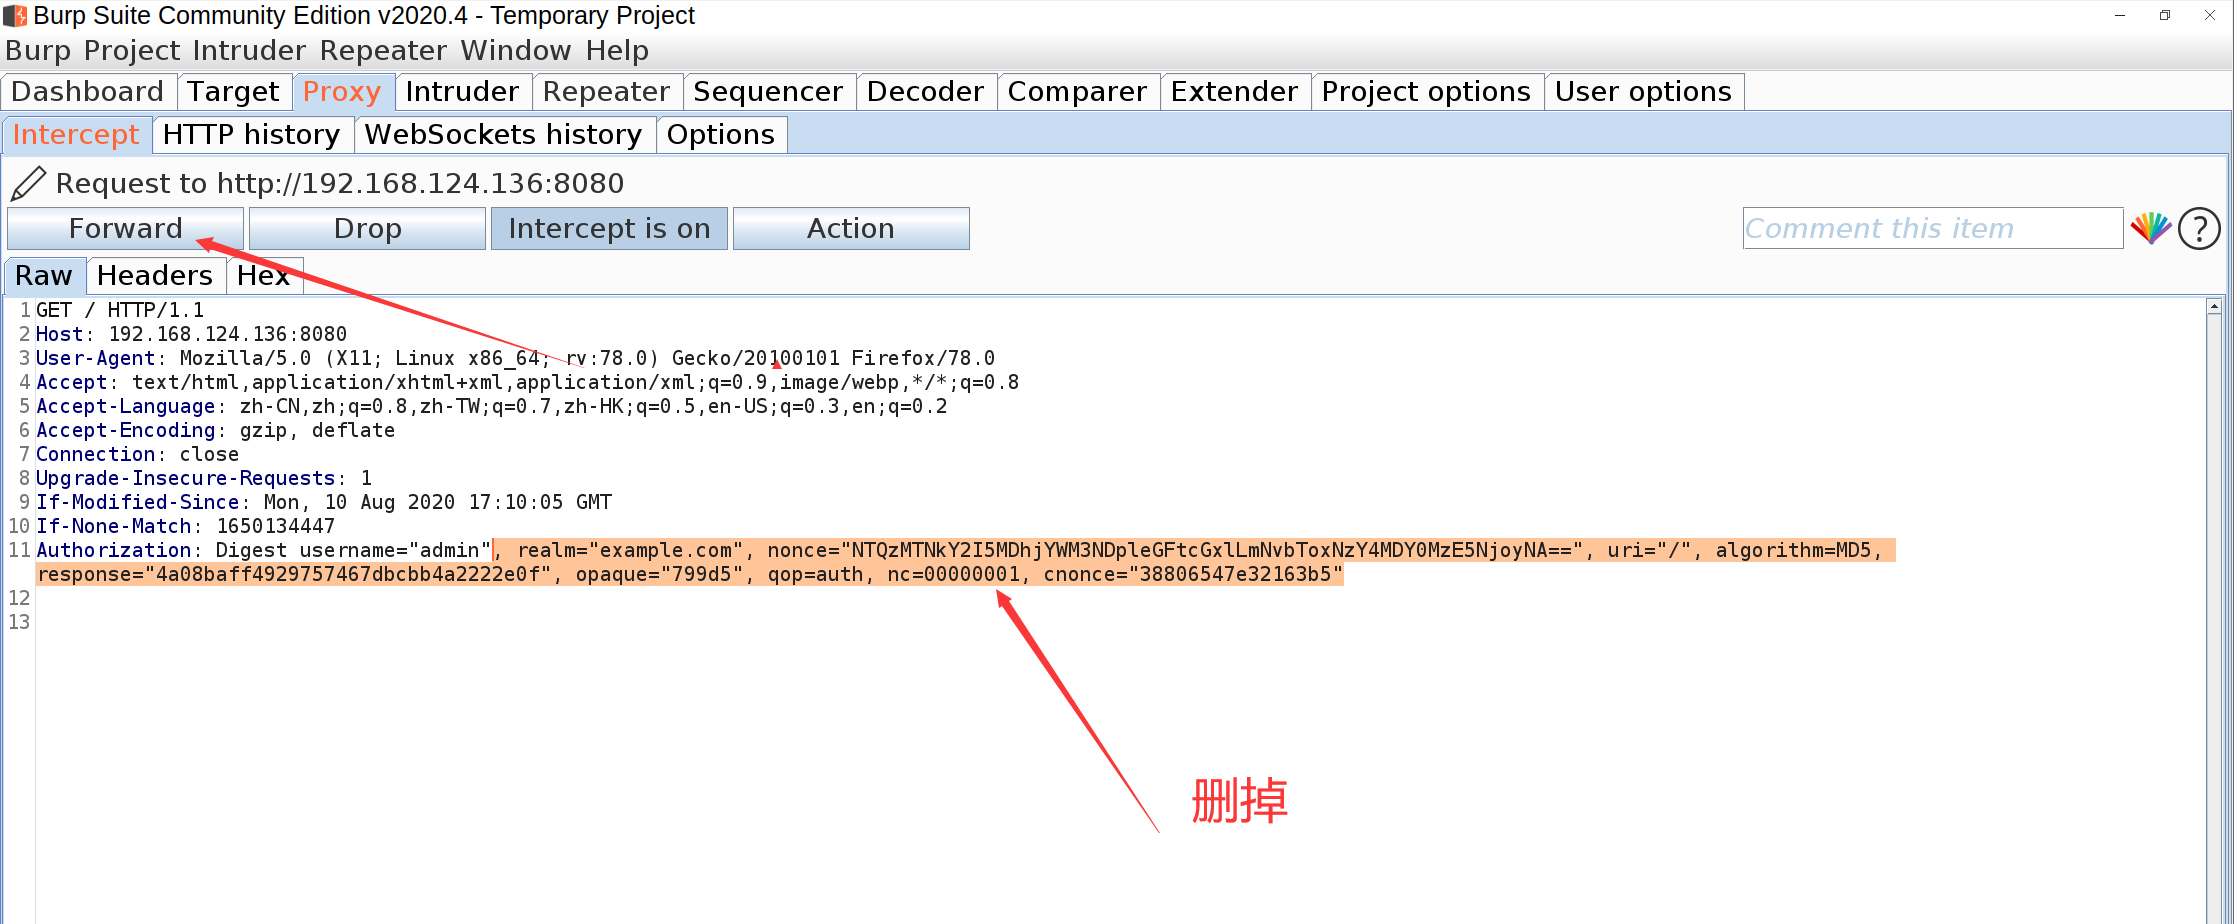 Burp Suite Community Edition v2020.4 - Temporary Project
Burp Project Intruder Repeater Window Help
Dashboard Target Proxy Intruder Repeater Sequencer Decoder Comparer Extender Project options User options
Intercept HTTP history WebSockets history Options
Request to http://192.168.124.136:8080
Forward Drop Intercept is on Action Comment this item ?
Raw Headers Hex
1 GET / HTTP/1.1
2 Host: 192.168.124.136:8080
3 User-Agent: Mozilla/5.0 (X11; Linux x86_64; rv:78.0) Gecko/20100101 Firefox/78.0
4 Accept: text/html,application/xhtml+xml,application/xml;q=0.9,image/webp,*/*;q=0.8
5 Accept-Language: zh-CN,zh;q=0.8,zh-TW;q=0.7,zh-HK;q=0.5,en-US;q=0.3,en;q=0.2
6 Accept-Encoding: gzip, deflate
7 Connection: close
8 Upgrade-Insecure-Requests: 1
9 If-Modified-Since: Mon, 10 Aug 2020 17:10:05 GMT
10 If-None-Match: 1650134447
11 Authorization: Digest username="admin", realm="example.com", nonce="NTQzMTNkY2I5MDhjYWM3NDpleGFtcGxlLmNvbToxNzY4MDY0MzE5NjoyNA==", uri="/", algorithm=MD5,
response="4a08baff4929757467dbcbb4a2222e0f", opaque="799d5", qop=auth, nc=00000001, cnonce="38806547e32163b5"
12
13
删掉